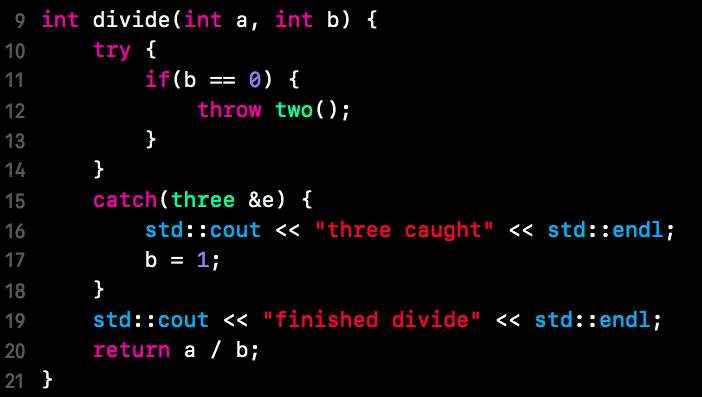 9 int divide(int a, int b) {
10     try {
11         if(b == 0) {
12             throw two();
13         }
14     }
15     catch(three &e) {
16         std::cout << "three caught" << std::endl;
17         b = 1;
18     }
19     std::cout << "finished divide" << std::endl;
20     return a / b;
21 }